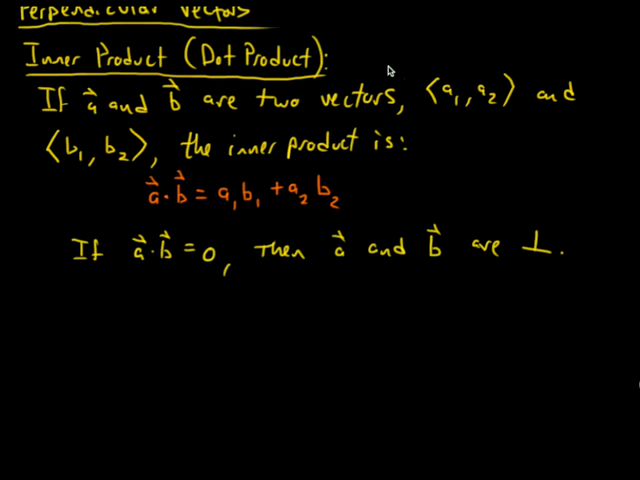 Perpendicular Vectors
Inner Product (Dot Product):
If a⃗ and b⃗ are two vectors, ⟨a₁, a₂⟩ and
⟨b₁, b₂⟩, the inner product is:
a⃗ · b⃗ = a₁b₁ + a₂b₂
If a⃗ · b⃗ = 0, Then a⃗ and b⃗ are ⊥.